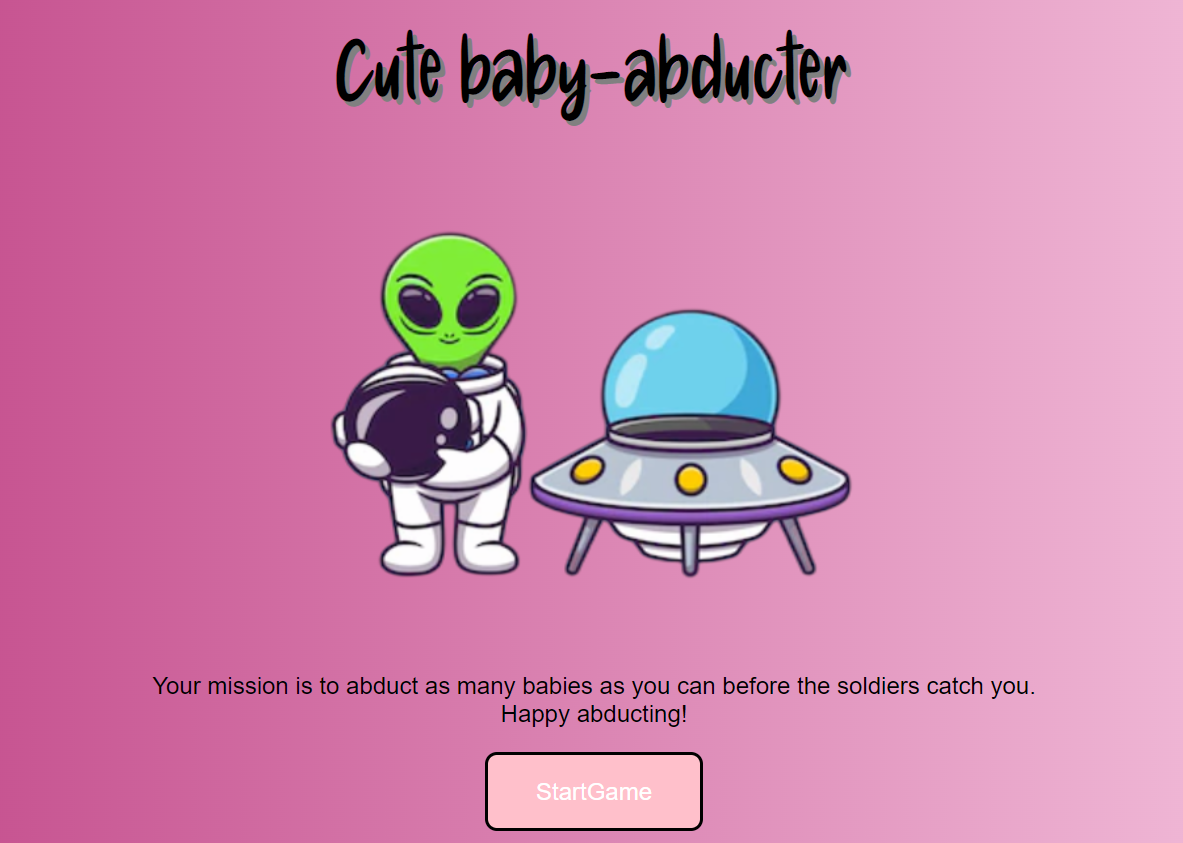 Cute baby-abducter
Your mission is to abduct as many babies as you can before the soldiers catch you.
Happy abducting!
StartGame